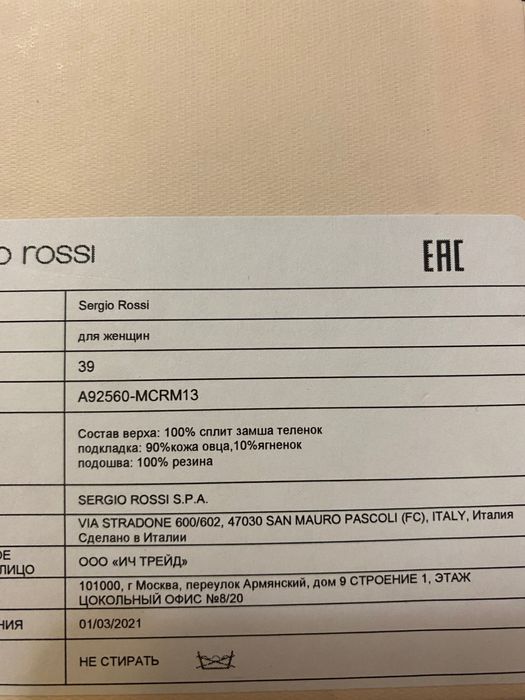 o rossi
EAC
Sergio Rossi
для женщин
39
A92560-MCRM13
Состав верха: 100% сплит замша теленок
подкладка: 90%кожа овца,10%ягненок
подошва: 100% резина
SERGIO ROSSI S.P.A.
VIA STRADONE 600/602, 47030 SAN MAURO PASCOLI (FC), ITALY, Италия
Сделано в Италии
ОЕ
ЛИЦО
ООО «ИЧ ТРЕЙД»
101000, г Москва, переулок Армянский, дом 9 СТРОЕНИЕ 1, ЭТАЖ
ЦОКОЛЬНЫЙ ОФИС №8/20
НИЯ
01/03/2021
НЕ СТИРАТЬ